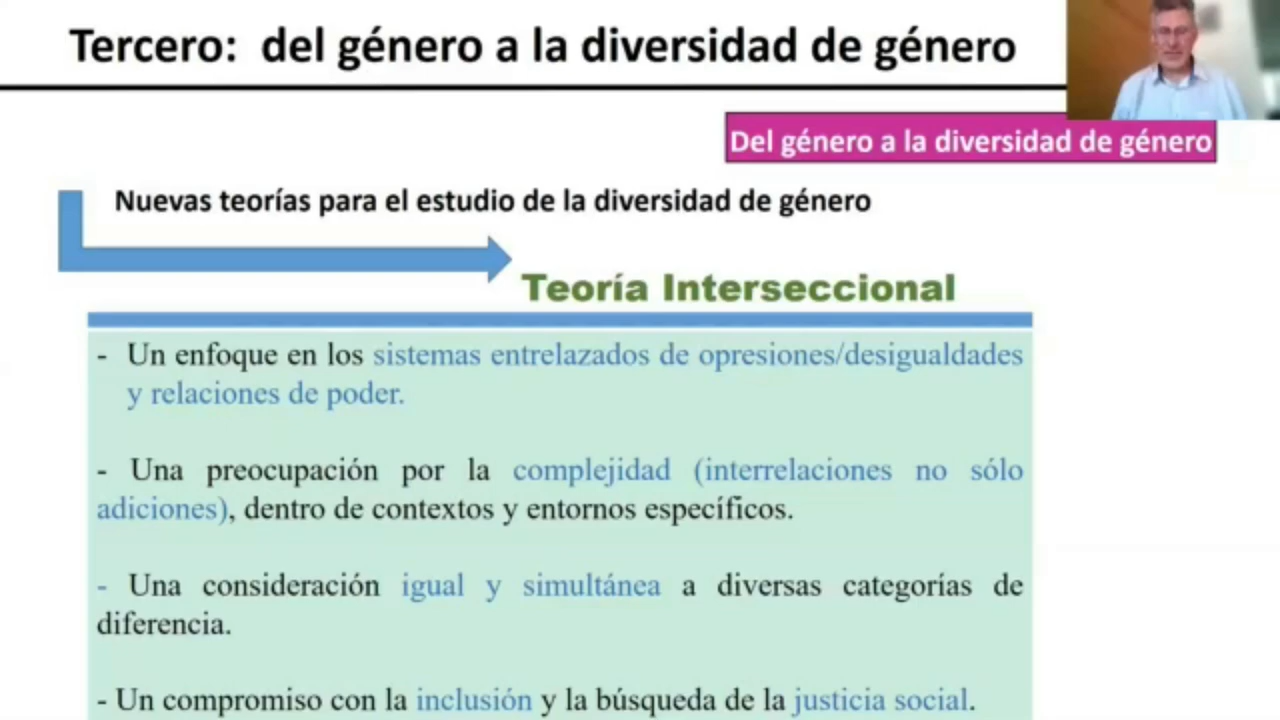 Tercero: del género a la diversidad de género
Del género a la diversidad de género
Nuevas teorías para el estudio de la diversidad de género
Teoría Interseccional
- Un enfoque en los sistemas entrelazados de opresiones/desigualdades
y relaciones de poder.
- Una preocupación por la complejidad (interrelaciones no sólo
adiciones), dentro de contextos y entornos específicos.
- Una consideración igual y simultánea a diversas categorías de
diferencia.
- Un compromiso con la inclusión y la búsqueda de la justicia social.